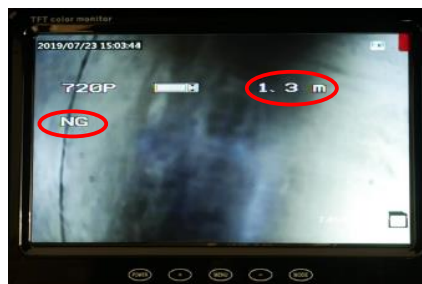 TFT color monitor
2019/07/23 15:03:44
720P
1. 3 m
NG
POWER + MENU - MODE